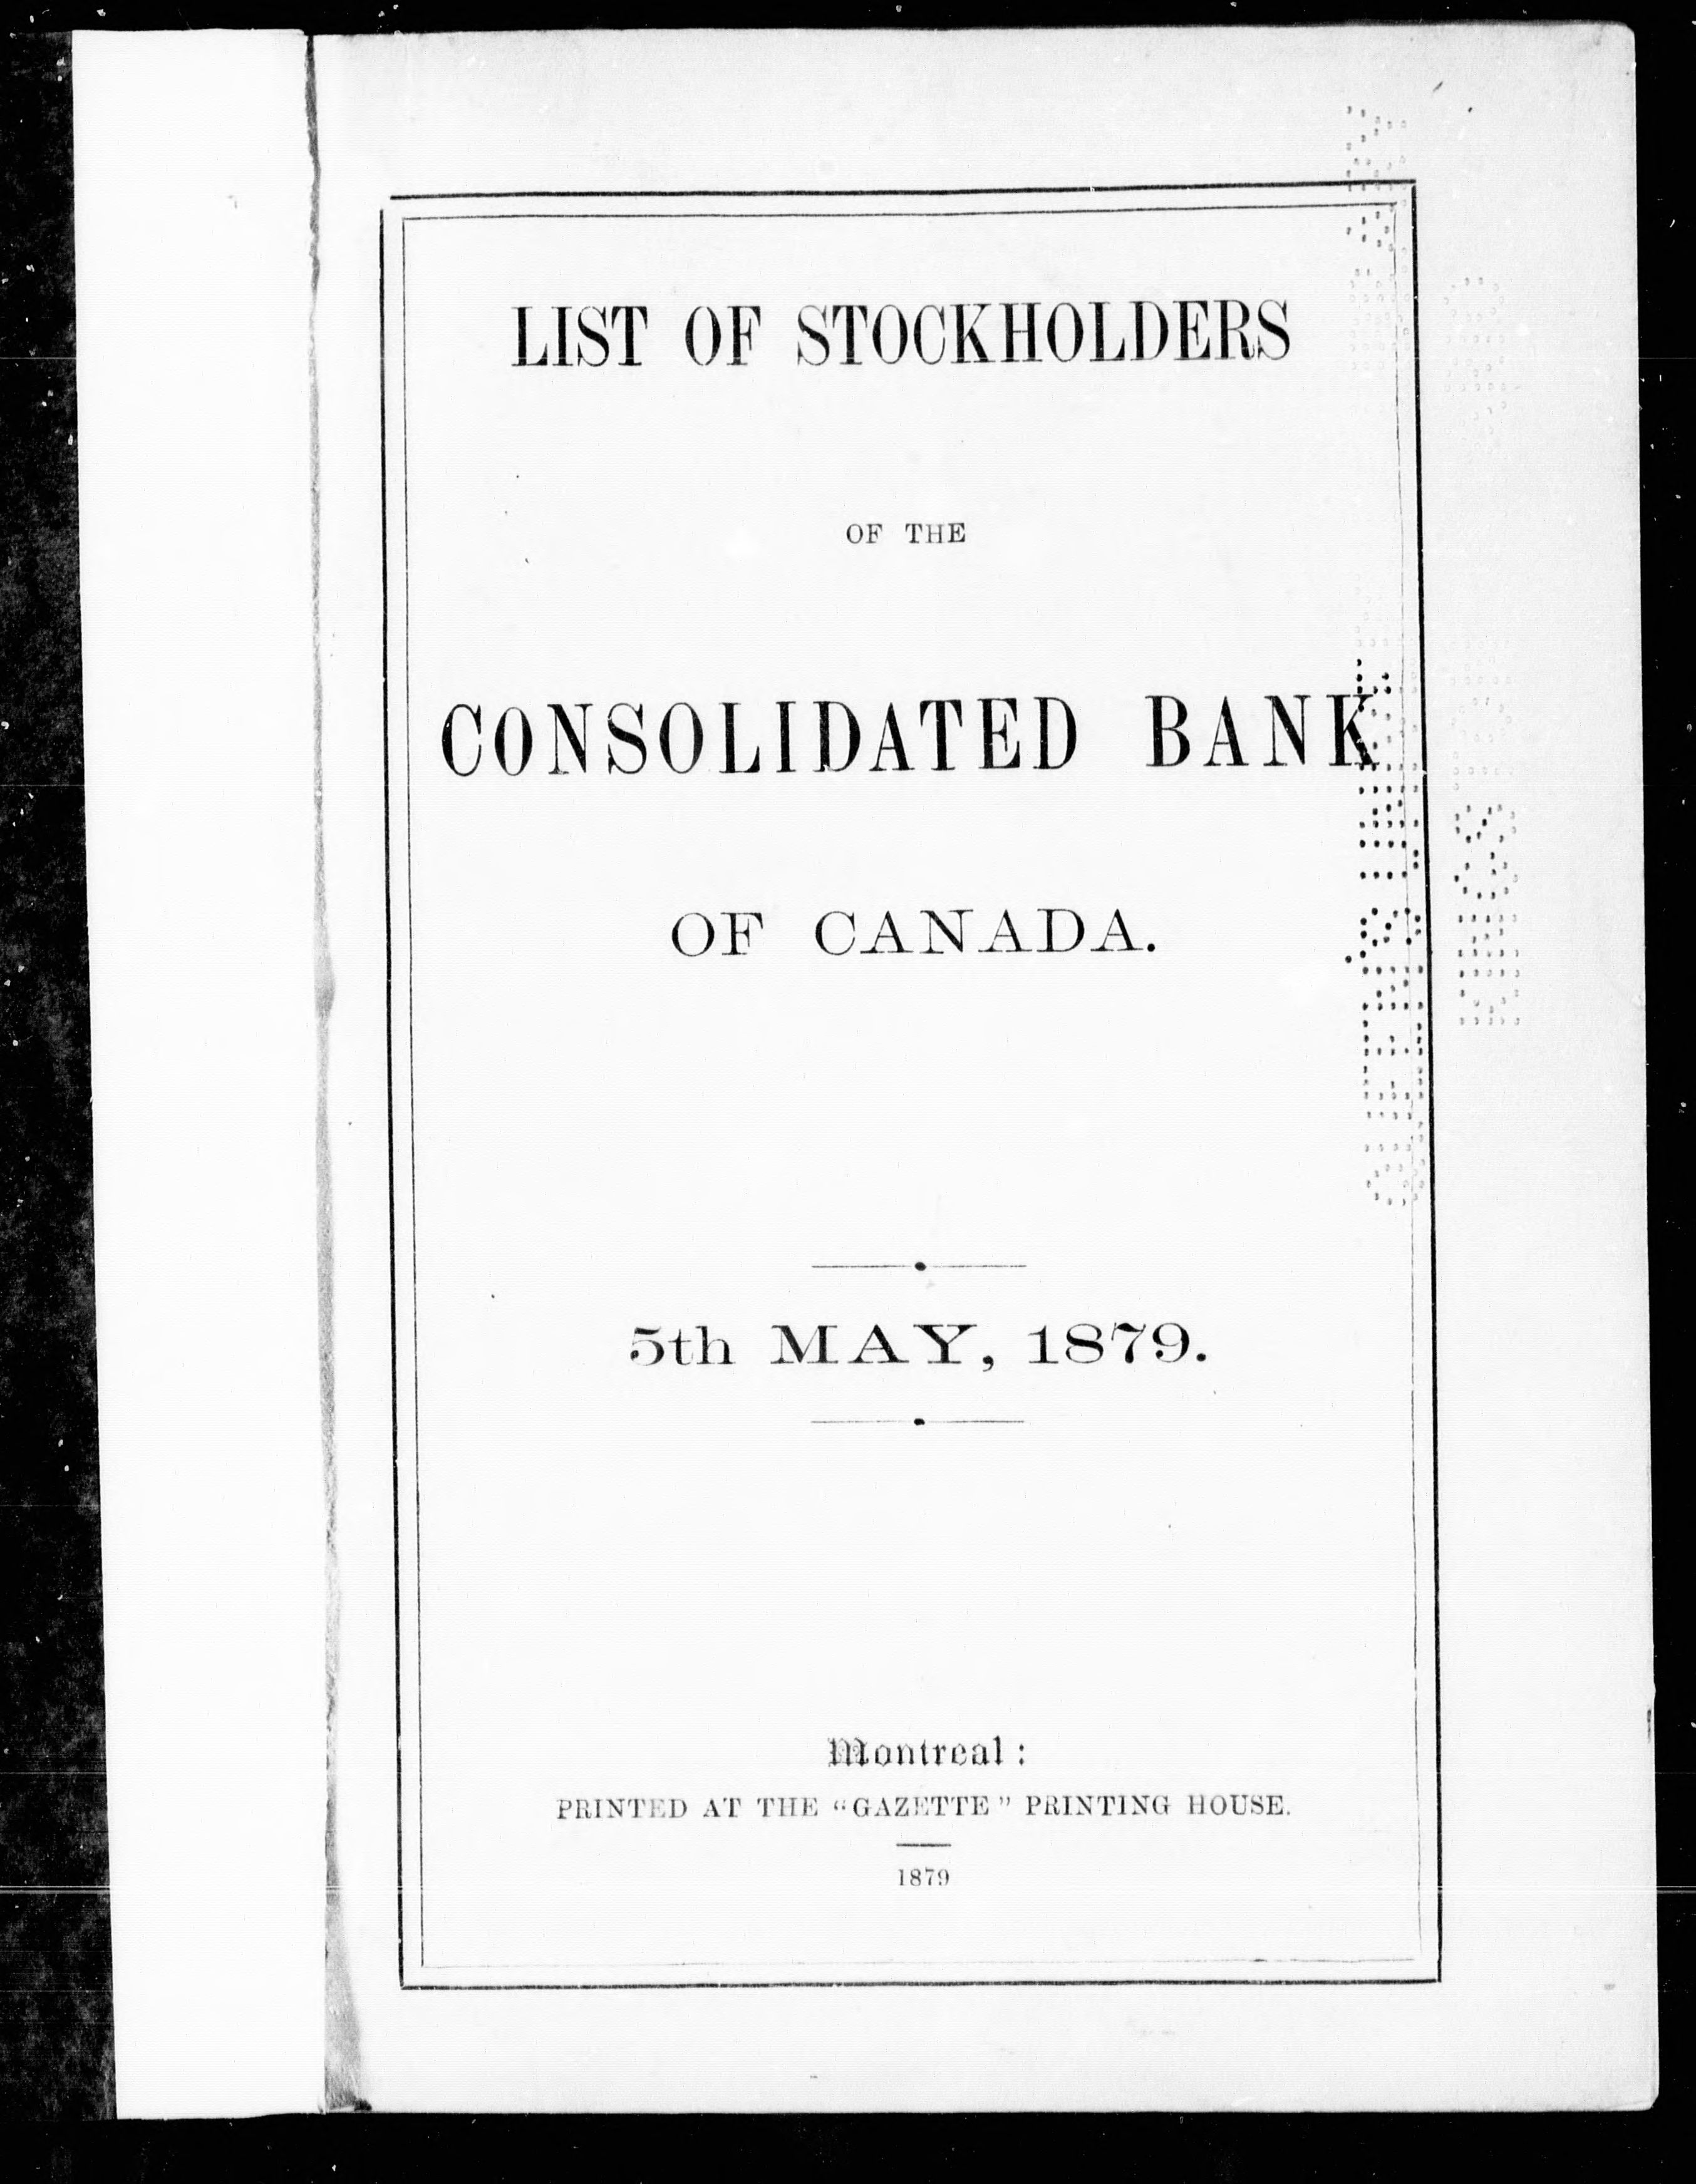 LIST OF STOCKHOLDERS
OF THE
CONSOLIDATED BANK
OF CANADA.
5th MAY, 1879.
Montreal :
PRINTED AT THE "GAZETTE" PRINTING HOUSE.
1879